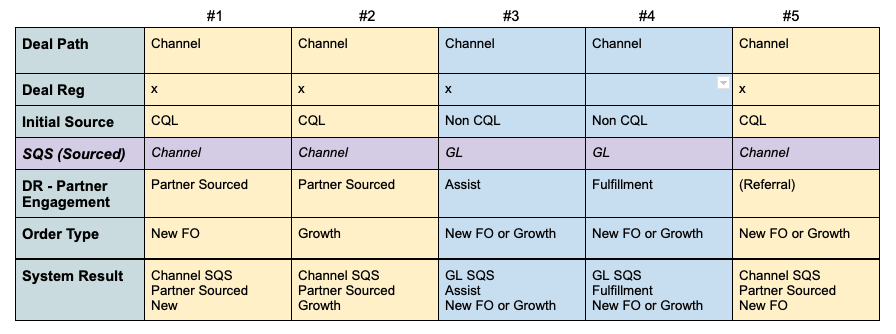 #1 #2 #3 #4 #5
Deal Path Channel Channel Channel Channel Channel
Deal Reg x x x x
Initial Source CQL CQL Non CQL Non CQL CQL
SQS (Sourced) Channel Channel GL GL Channel
DR - Partner Partner Sourced Partner Sourced Assist Fulfillment (Referral)
Engagement
Order Type New FO Growth New FO or Growth New FO or Growth New FO or Growth
System Result Channel SQS Channel SQS GL SQS GL SQS Channel SQS
Partner Sourced Partner Sourced Assist Fulfillment Partner Sourced
New Growth New FO or Growth New FO or Growth New FO